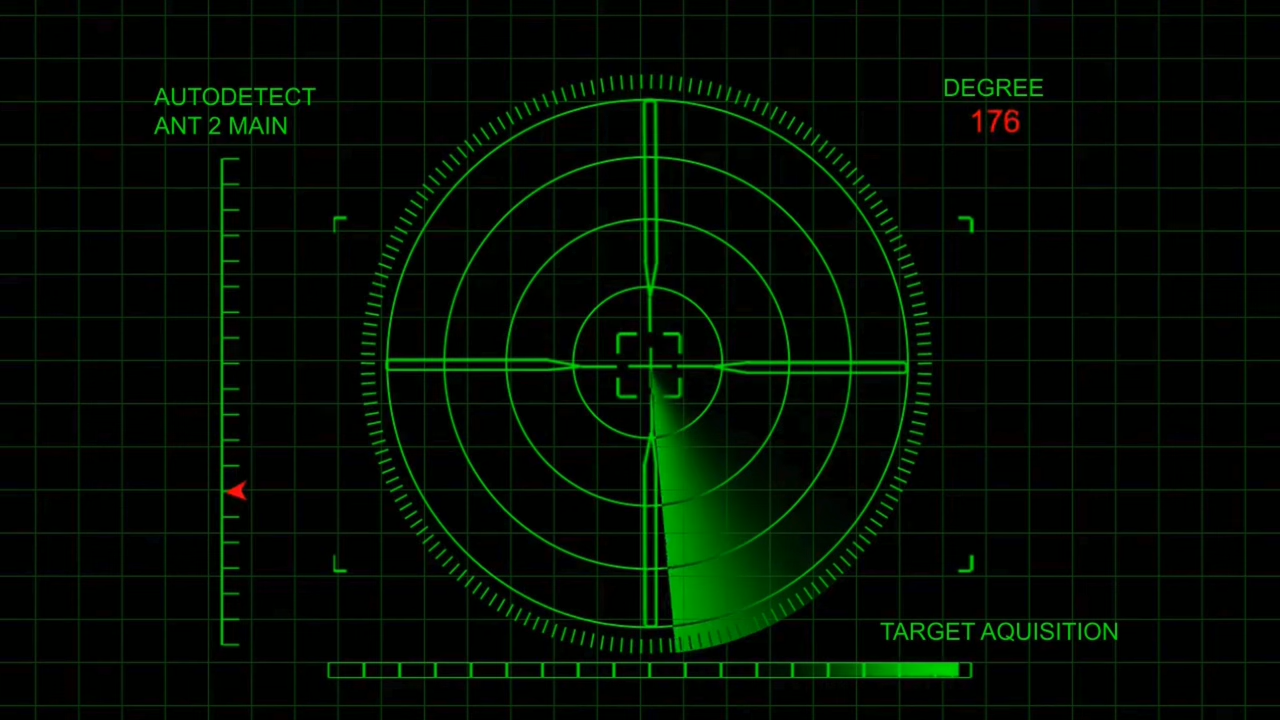 AUTODETECT
ANT 2 MAIN
DEGREE
176
TARGET AQUISITION